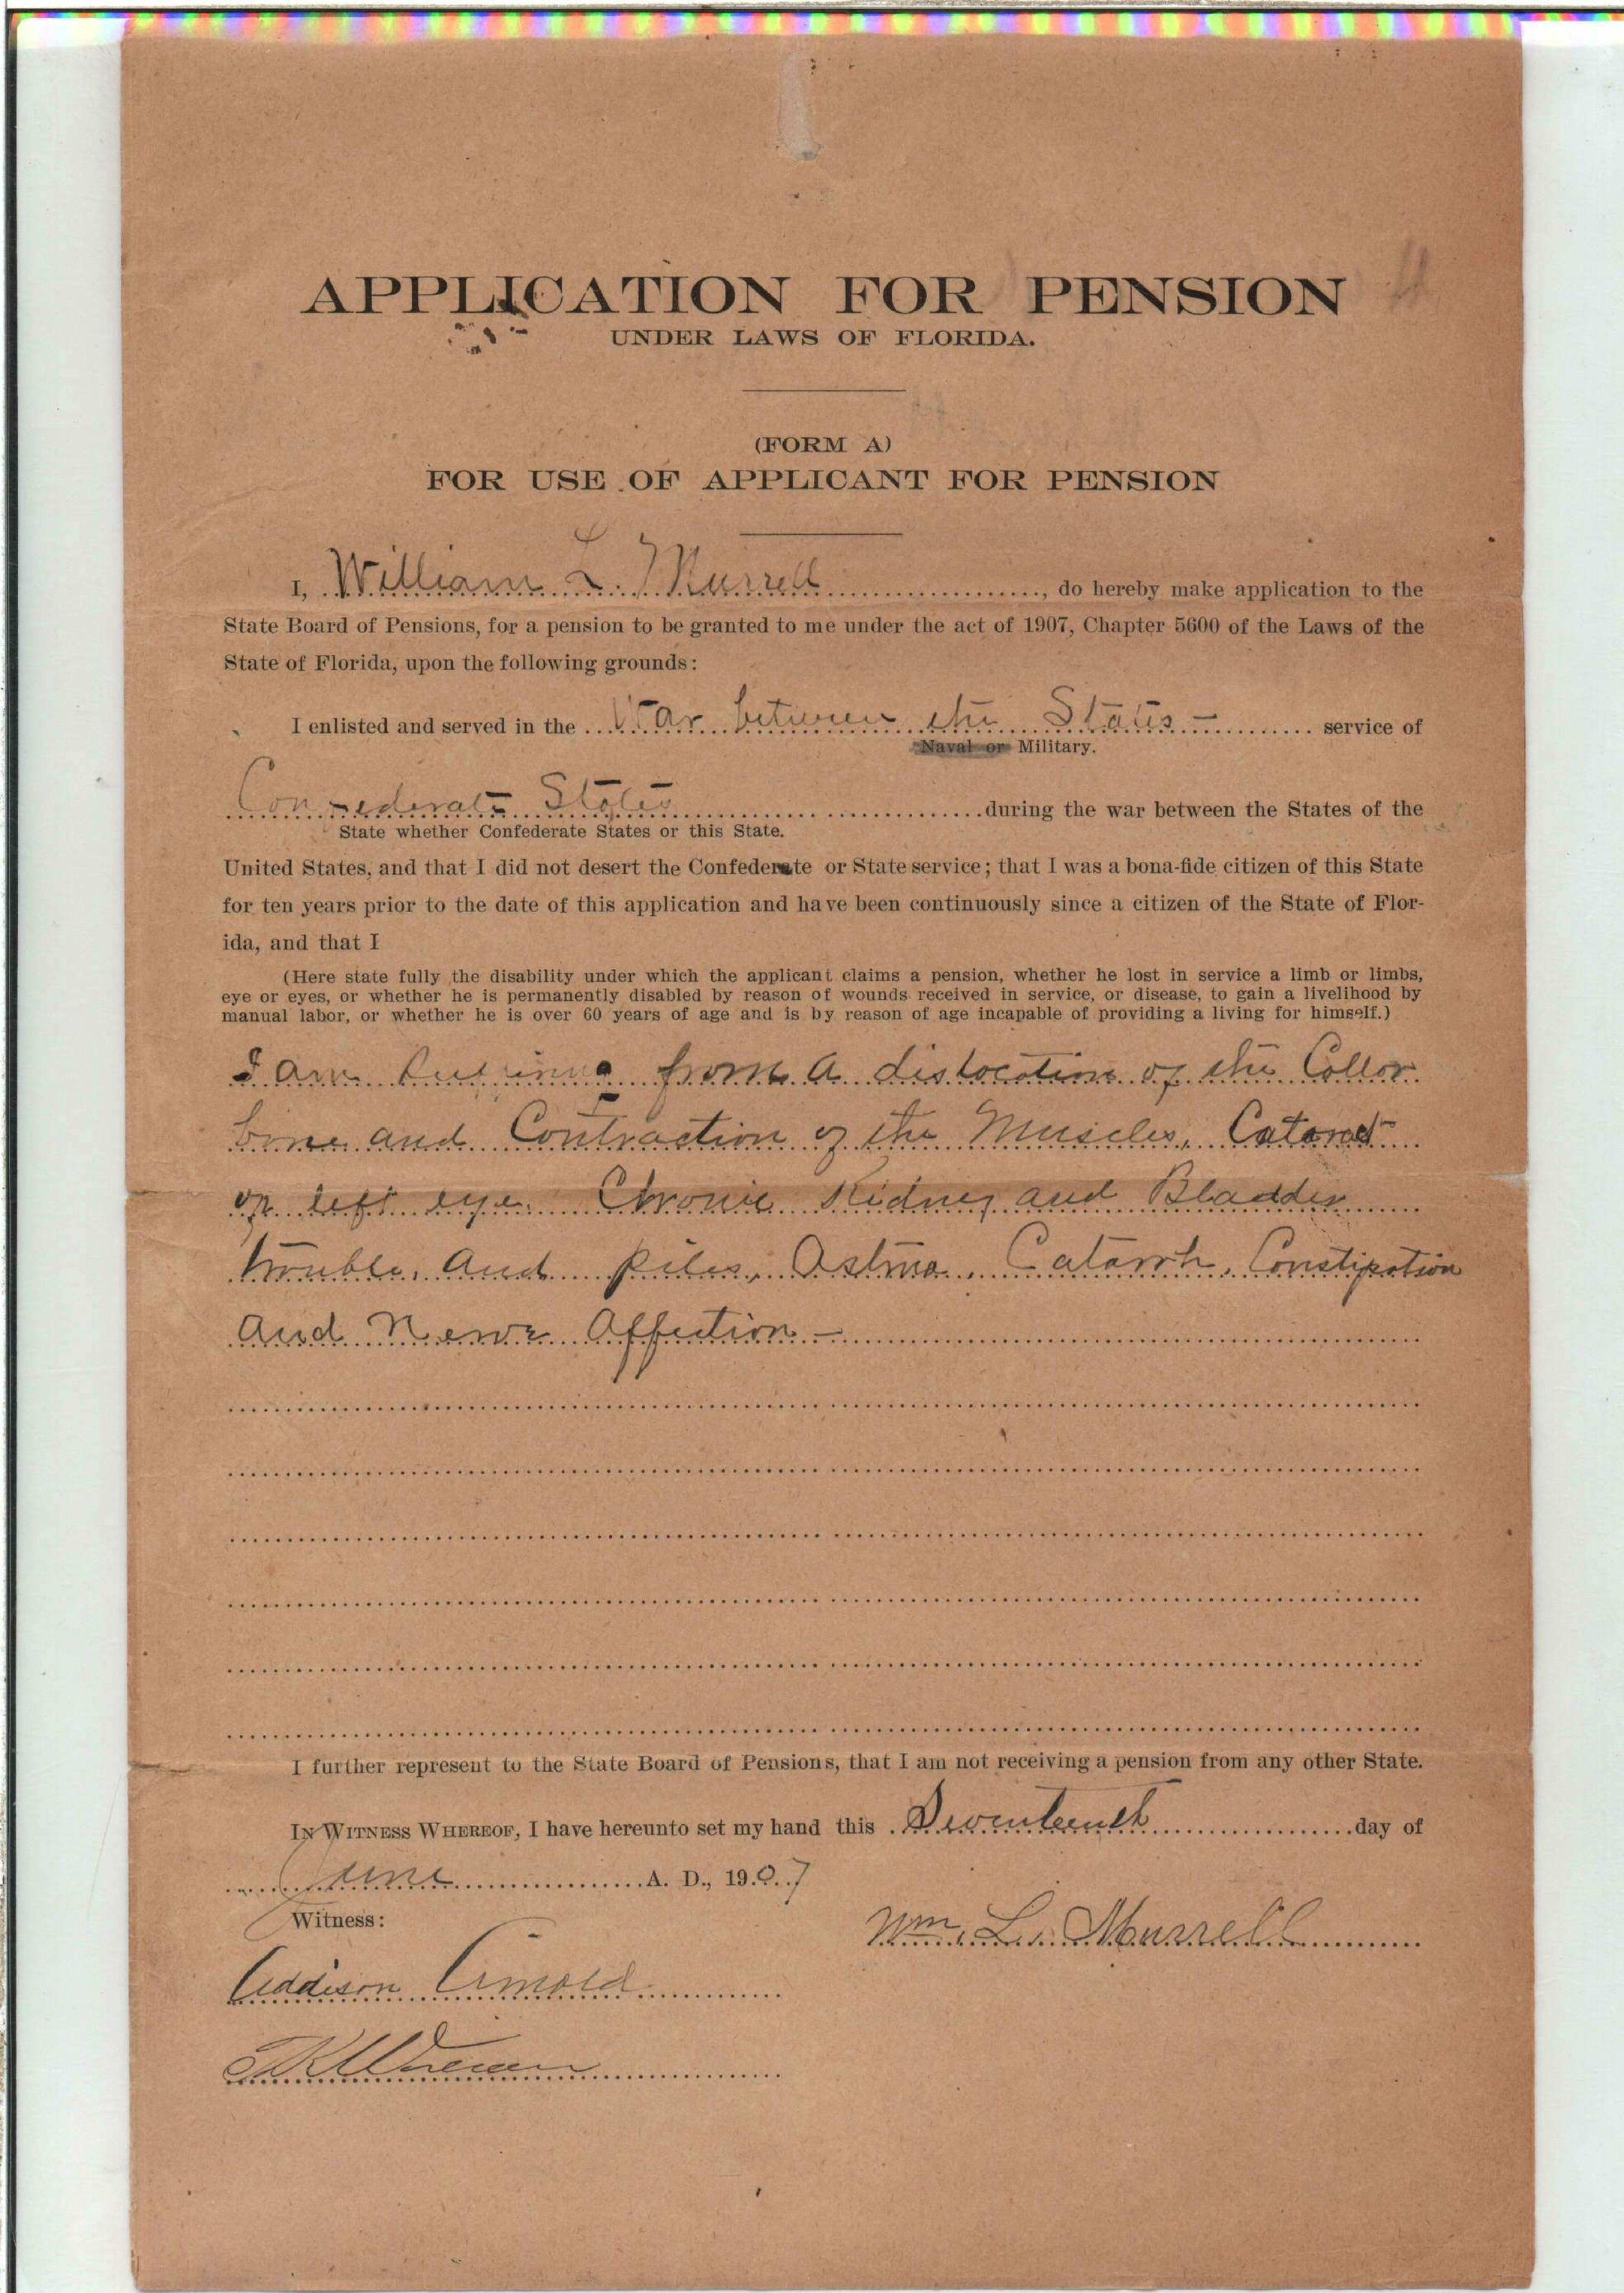 APPLICATION FOR PENSION
UNDER LAWS OF FLORIDA.
(FORM A)
FOR USE OF APPLICANT FOR PENSION
I, William L. Murrell, do hereby make application to the
State Board of Pensions, for a pension to be granted to me under the act of 1907, Chapter 5600 of the Laws of the
State of Florida, upon the following grounds:
I enlisted and served in the War between the States - service of
Naval or Military.
Confederate States during the war between the States of the
State whether Confederate States or this State.
United States, and that I did not desert the Confederate or State service; that I was a bona-fide citizen of this State
for ten years prior to the date of this application and have been continuously since a citizen of the State of Flor-
ida, and that I
(Here state fully the disability under which the applicant claims a pension, whether he lost in service a limb or limbs,
eye or eyes, or whether he is permanently disabled by reason of wounds received in service, or disease, to gain a livelihood by
manual labor, or whether he is over 60 years of age and is by reason of age incapable of providing a living for himself.)
I am suffering from a dislocation of the Collor
bone and Contraction of the Muscles, Catarac
of left eye. Chronic Kidney and Bladder
trouble, and piles, Astma, Catarrh, Constipation
and Nerve Affection -
I further represent to the State Board of Pensions, that I am not receiving a pension from any other State.
IN WITNESS WHEREOF, I have hereunto set my hand this Seventeenth day of
June A. D., 190.7
Witness:
Wm. L. Murrell
Addison Arnold